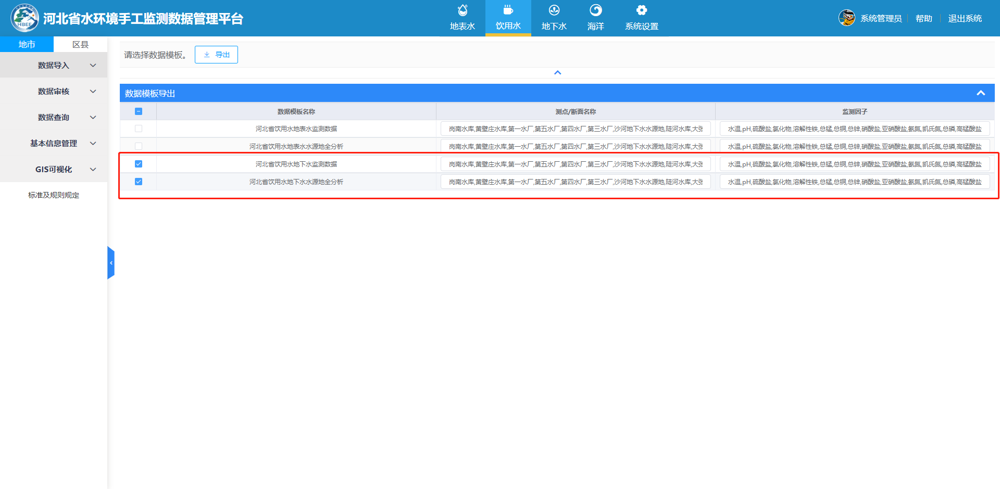 HBEE
河北省水环境手工监测数据管理平台
地表水
饮用水
地下水
海洋
系统设置
系统管理员
帮助
退出系统
地市
区县
数据导入
数据审核
数据查询
基本信息管理
GIS可视化
标准及规则规定
请选择数据模板。
导出
数据模板导出
数据模板名称 测点/断面名称 监测因子
河北省饮用水地表水监测数据 岗南水库,黄壁庄水库,第一水厂,第五水厂,第四水厂,第三水厂,沙河地下水水源地,陡河水库,大张 水温,pH,硫酸盐,氯化物,溶解性铁,总锰,总铜,总锌,硝酸盐,亚硝酸盐,氨氮,凯氏氮,总磷,高锰酸盐
河北省饮用水地表水水源地全分析 岗南水库,黄壁庄水库,第一水厂,第五水厂,第四水厂,第三水厂,沙河地下水水源地,陡河水库,大张 水温,pH,硫酸盐,氯化物,溶解性铁,总锰,总铜,总锌,硝酸盐,亚硝酸盐,氨氮,凯氏氮,总磷,高锰酸盐
河北省饮用水地下水监测数据 岗南水库,黄壁庄水库,第一水厂,第五水厂,第四水厂,第三水厂,沙河地下水水源地,陡河水库,大张 水温,pH,硫酸盐,氯化物,溶解性铁,总锰,总铜,总锌,硝酸盐,亚硝酸盐,氨氮,凯氏氮,总磷,高锰酸盐
河北省饮用水地下水水源地全分析 岗南水库,黄壁庄水库,第一水厂,第五水厂,第四水厂,第三水厂,沙河地下水水源地,陡河水库,大张 水温,pH,硫酸盐,氯化物,溶解性铁,总锰,总铜,总锌,硝酸盐,亚硝酸盐,氨氮,凯氏氮,总磷,高锰酸盐